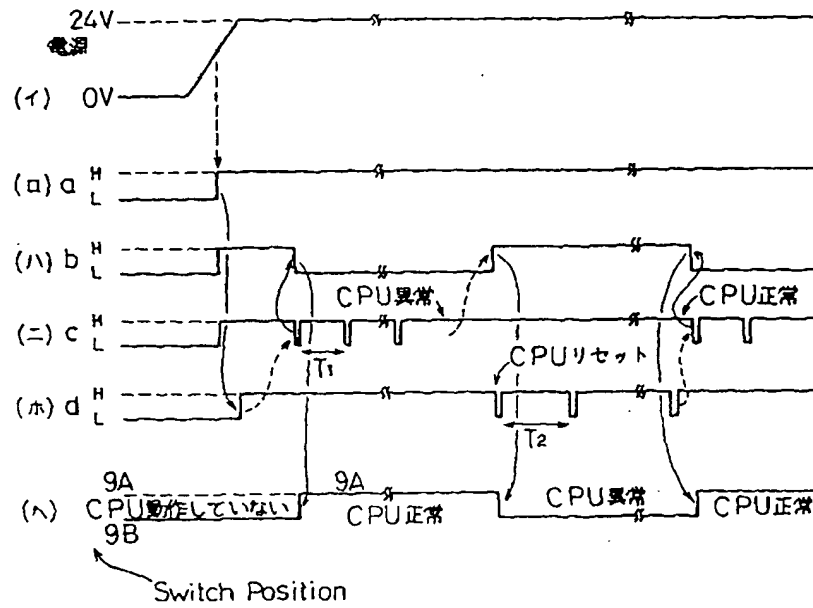 24V
電源
(イ) 0V
(ロ) a H
L
(ハ) b H
L
CPU異常
CPU正常
(ニ) c H
L
T1
CPUリセット
(ホ) d H
L
T2
9A
9A
(ヘ) CPU動作していない
CPU正常
CPU異常
CPU正常
9B
Switch Position